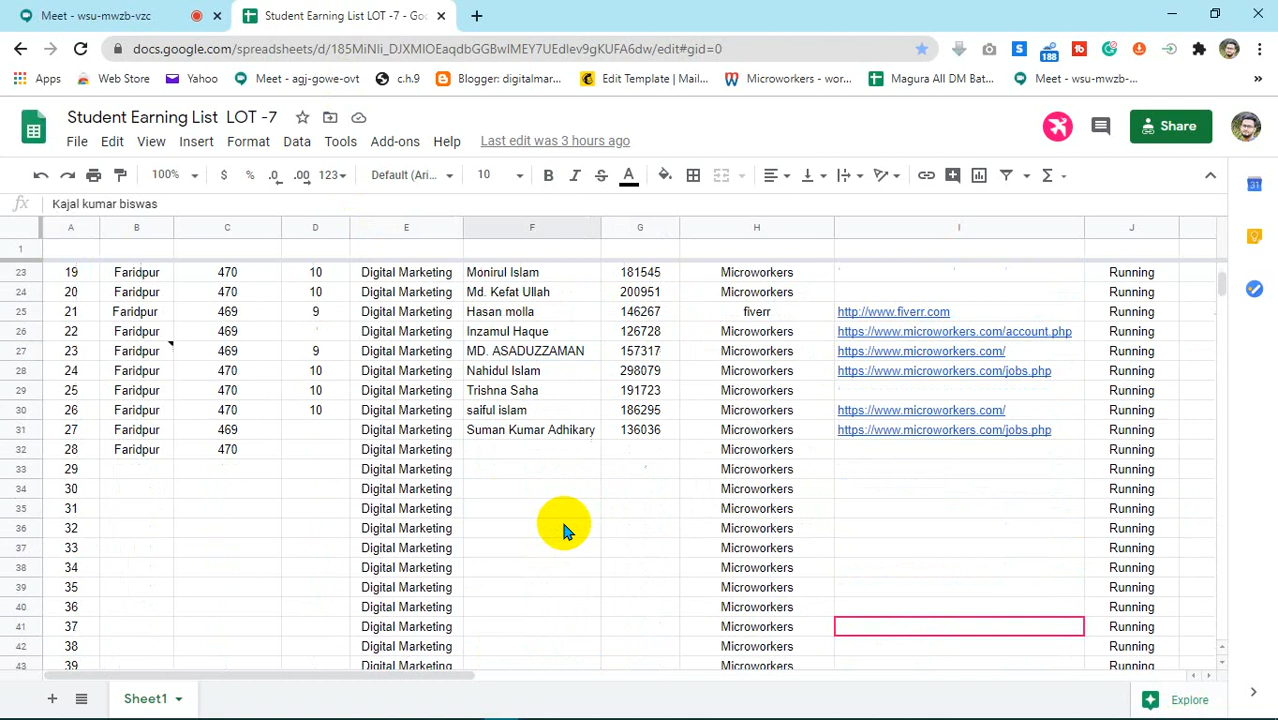 Meet - wsu-mwzb-vzc
Student Earning List LOT -7 - Goo
docs.google.com/spreadsheets/d/185MiNli_DJXMIOEaqdbGGBwIMEY7UEdlev9gKUFA6dw/edit#gid=0
Apps Web Store Yahoo Meet - agj-gowe-ovt c.h.9 Blogger: digitalmar... Edit Template | Mail... Microworkers - wor... Magura All DM Bat... Meet - wsu-mwzb-... »
188
Student Earning List LOT -7
File Edit View Insert Format Data Tools Add-ons Help Last edit was 3 hours ago
Share
100% $ % .0 .00 123 Default (Ari... 10 B I S A
fx Kajal kumar biswas
A B C D E F G H I J
1
23 19 Faridpur 470 10 Digital Marketing Monirul Islam 181545 Microworkers Running
24 20 Faridpur 470 10 Digital Marketing Md. Kefat Ullah 200951 Microworkers Running
25 21 Faridpur 469 9 Digital Marketing Hasan molla 146267 fiverr http://www.fiverr.com Running
26 22 Faridpur 469 Digital Marketing Inzamul Haque 126728 Microworkers https://www.microworkers.com/account.php Running
27 23 Faridpur 469 9 Digital Marketing MD. ASADUZZAMAN 157317 Microworkers https://www.microworkers.com/ Running
28 24 Faridpur 470 10 Digital Marketing Nahidul Islam 298079 Microworkers https://www.microworkers.com/jobs.php Running
29 25 Faridpur 470 10 Digital Marketing Trishna Saha 191723 Microworkers Running
30 26 Faridpur 470 10 Digital Marketing saiful islam 186295 Microworkers https://www.microworkers.com/ Running
31 27 Faridpur 469 Digital Marketing Suman Kumar Adhikary 136036 Microworkers https://www.microworkers.com/jobs.php Running
32 28 Faridpur 470 Digital Marketing Microworkers Running
33 29 Digital Marketing Microworkers Running
34 30 Digital Marketing Microworkers Running
35 31 Digital Marketing Microworkers Running
36 32 Digital Marketing Microworkers Running
37 33 Digital Marketing Microworkers Running
38 34 Digital Marketing Microworkers Running
39 35 Digital Marketing Microworkers Running
40 36 Digital Marketing Microworkers Running
41 37 Digital Marketing Microworkers Running
42 38 Digital Marketing Microworkers Running
43 39 Digital Marketing Microworkers Running
Sheet1
Explore